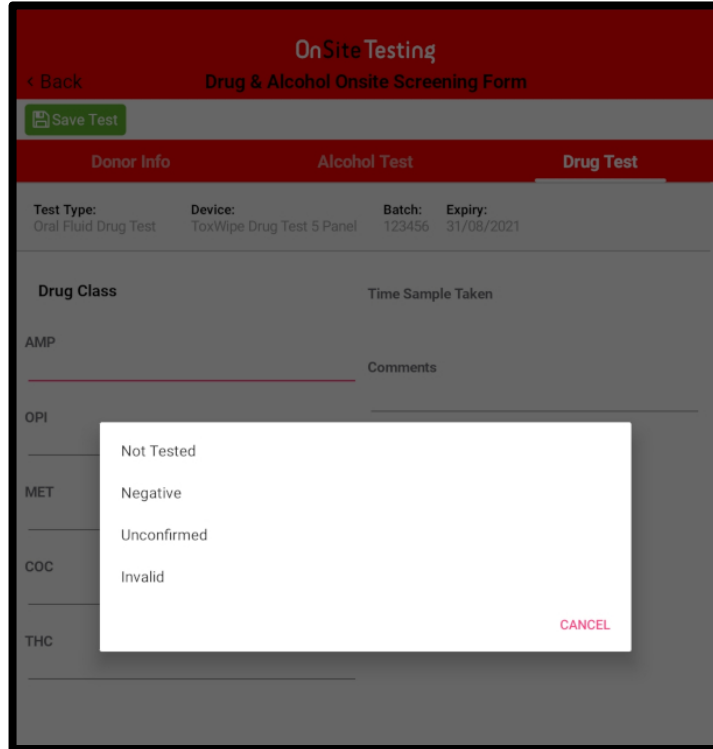 OnSite Testing
< Back Drug & Alcohol Onsite Screening Form
Save Test
Donor Info Alcohol Test Drug Test
Test Type: Device: Batch: Expiry:
Oral Fluid Drug Test ToxWipe Drug Test 5 Panel 123456 31/08/2021
Drug Class Time Sample Taken
AMP
Comments
OPI
Not Tested
MET Negative
Unconfirmed
COC Invalid
CANCEL
THC